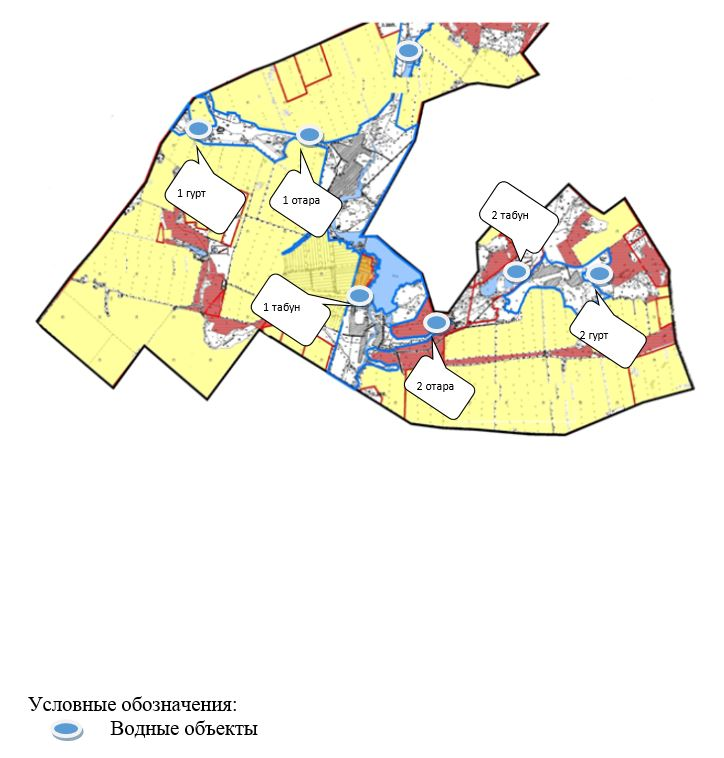 1 гурт
1 отара
2 табун
1 табун
2 гурт
2 отара
Условные обозначения:
Водные объекты